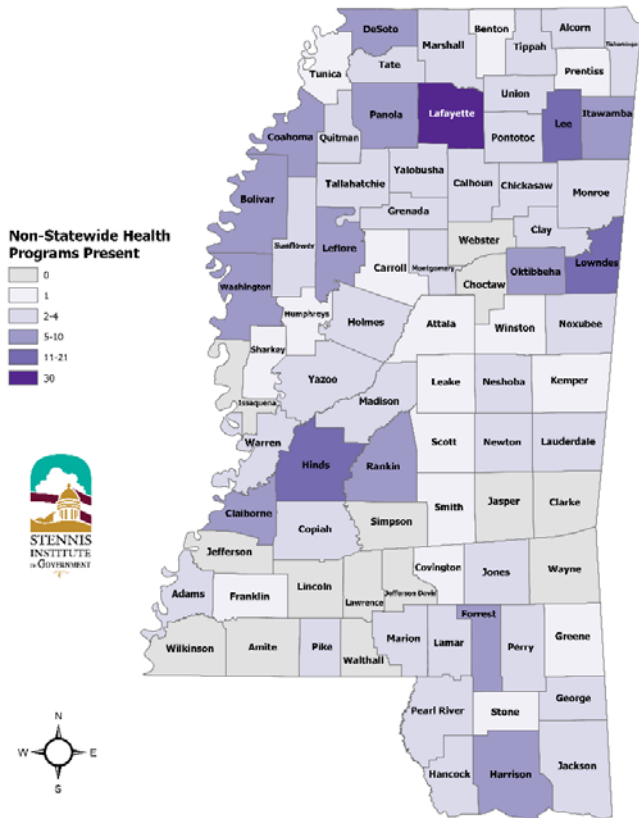 DeSoto
Benton
Alcorn
Marshall
Tippah
Tishomingo
Tate
Tunica
Prentiss
Union
Panola
Lafayette
Lee
Itawamba
Coahoma
Quitman
Pontotoc
Yalobusha
Tallahatchie
Calhoun
Chickasaw
Monroe
Bolivar
Grenada
Non-Statewide Health
Programs Present
0
1
2-4
5-10
11-21
30
Sunflower
Leflore
Webster
Clay
Carroll
Montgomery
Lowndes
Oktibbeha
Choctaw
Washington
Humphreys
Holmes
Attala
Winston
Noxubee
Sharkey
Yazoo
Leake
Neshoba
Kemper
Issaquena
Madison
Warren
Scott
Newton
Lauderdale
Hinds
Rankin
Smith
Jasper
Clarke
Claiborne
Copiah
Simpson
STENNIS
INSTITUTE
OF GOVERNMENT
Jefferson
Covington
Jones
Wayne
Adams
Franklin
Lincoln
Lawrence
Jefferson Davis
Forrest
Greene
Wilkinson
Amite
Pike
Walthall
Marion
Lamar
Perry
George
Pearl River
Stone
N
W
E
S
Hancock
Harrison
Jackson